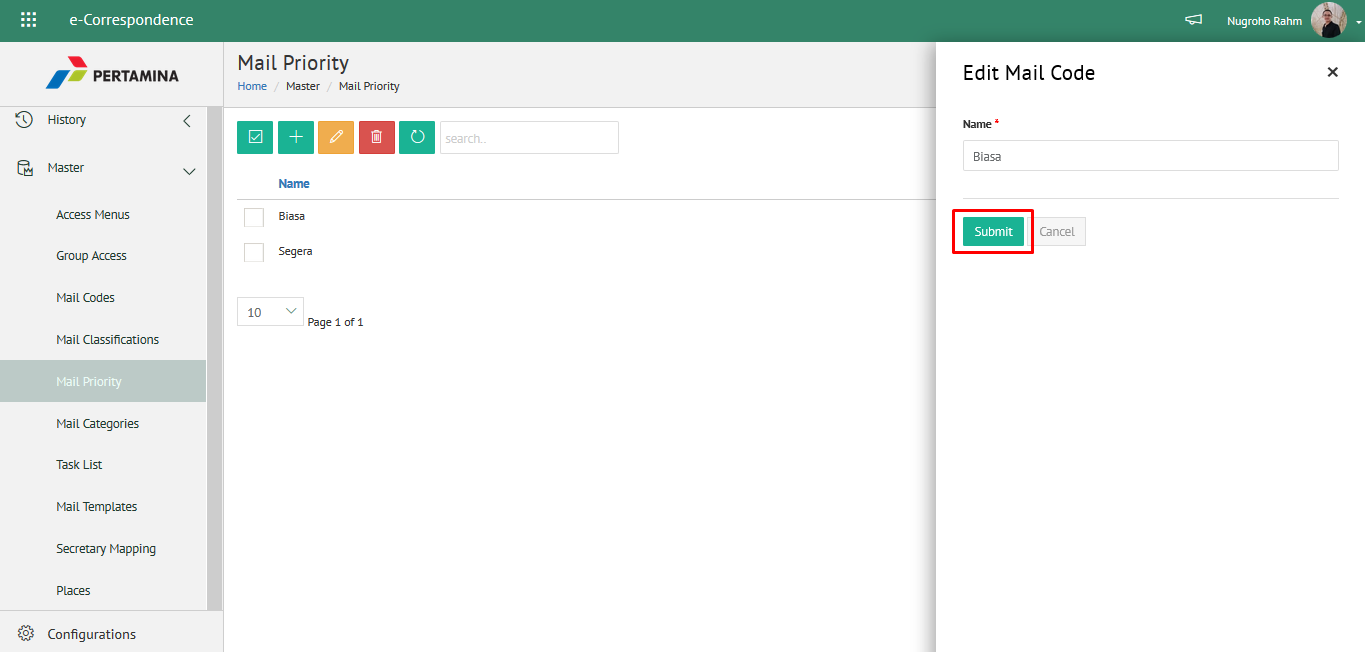 e-Correspondence
Nugroho Rahm
PERTAMINA
History
Master
Access Menus
Group Access
Mail Codes
Mail Classifications
Mail Priority
Mail Categories
Task List
Mail Templates
Secretary Mapping
Places
Configurations
Mail Priority
Home / Master / Mail Priority
search..
Name
Biasa
Segera
10
Page 1 of 1
Edit Mail Code
Name *
Biasa
Submit
Cancel